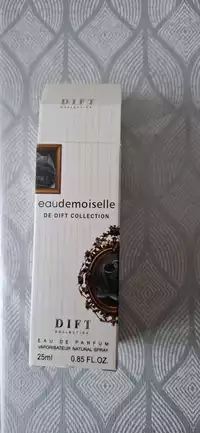 DIFT
COLLECTION
eaudemoiselle
DE DIFT COLLECTION
DIFT
COLLECTION
EAU DE PARFUM
VAPORISATEUR NATURAL SPRAY
25ml 0.85 FL.OZ.